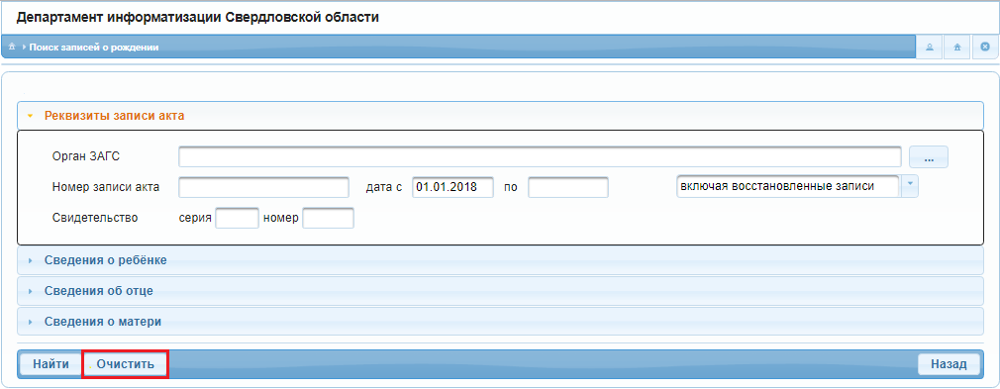 Департамент информатизации Свердловской области
Поиск записей о рождении
Реквизиты записи акта
Орган ЗАГС ...
Номер записи акта дата с 01.01.2018 по включая восстановленные записи
Свидетельство серия номер
Сведения о ребёнке
Сведения об отце
Сведения о матери
Найти Очистить Назад